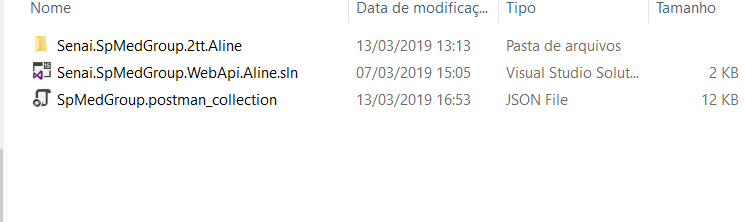 Nome Data de modificaç... Tipo Tamanho
Senai.SpMedGroup.2tt.Aline 13/03/2019 13:13 Pasta de arquivos
Senai.SpMedGroup.WebApi.Aline.sln 07/03/2019 15:05 Visual Studio Solut... 2 KB
SpMedGroup.postman_collection 13/03/2019 16:53 JSON File 12 KB